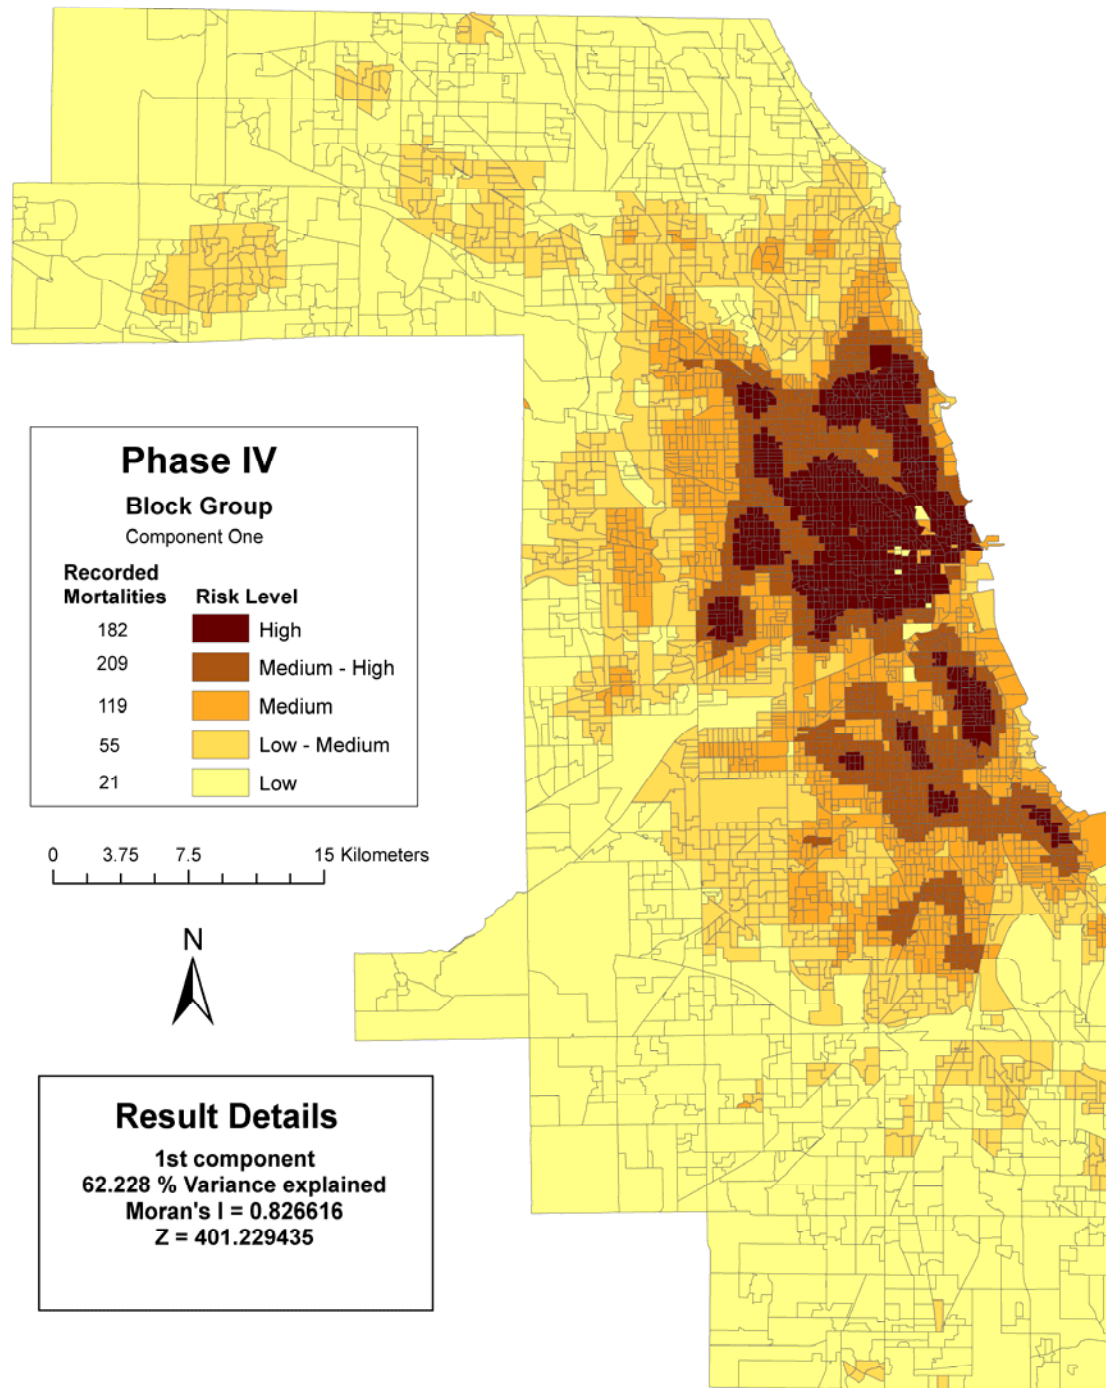 Phase IV
Block Group
Component One
Recorded
Mortalities Risk Level
182 High
209 Medium - High
119 Medium
55 Low - Medium
21 Low
0 3.75 7.5 15 Kilometers
N
Result Details
1st component
62.228 % Variance explained
Moran's I = 0.826616
Z = 401.229435